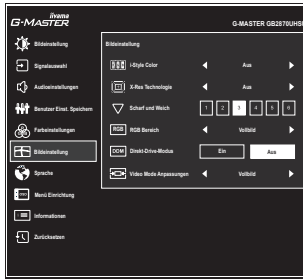 iiyama
G-MASTER
G-MASTER GB2870UHSU
Bildeinstellung
Signalauswahl
Audioeinstellungen
Benutzer Einst. Speichern
Farbeinstellungen
Bildeinstellung
Sprache
Menü Einrichtung
Informationen
Zurücksetzen
Bildeinstellung
i-Style Color Aus
X-Res Technologie Aus
Scharf und Weich 1 2 3 4 5 6
RGB RGB Bereich Vollbild
DDM Direkt-Drive-Modus Ein Aus
Video Mode Anpassungen Vollbild